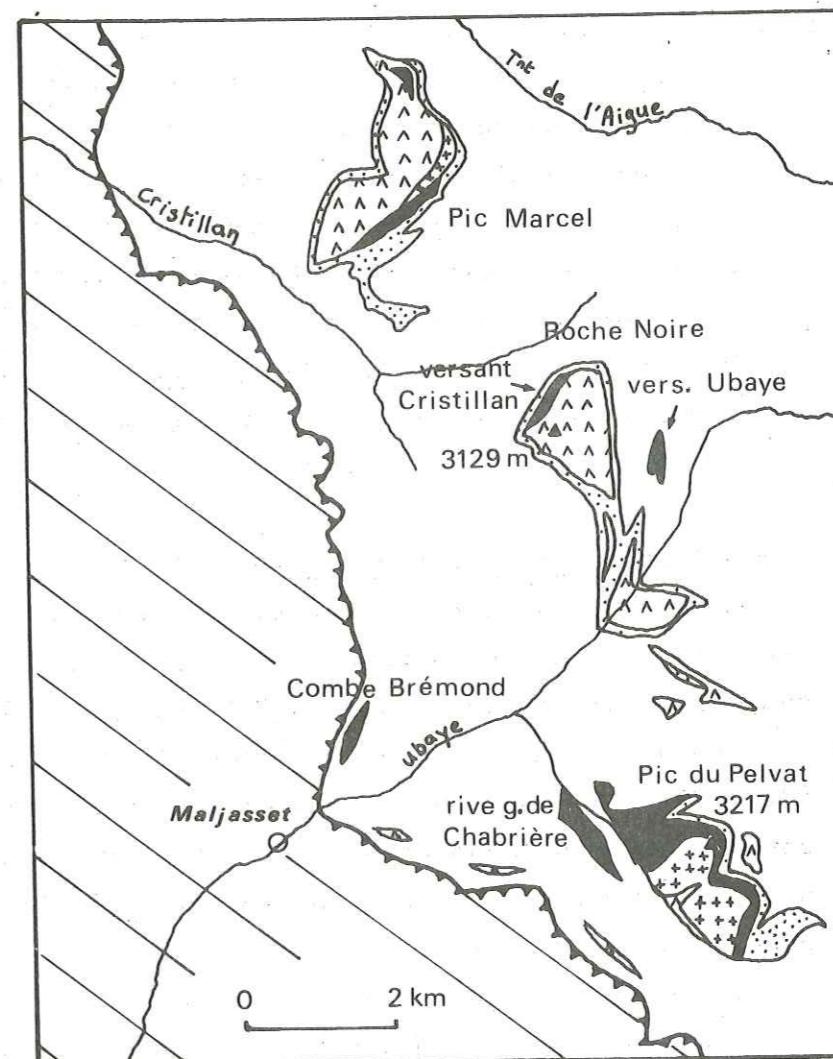 Tnt de l'Aigue
Cristillan
Pic Marcel
Roche Noire
versant
Cristillan
vers. Ubaye
3129 m
Combe Brémond
Ubaye
Maljasset
rive g. de
Chabrière
Pic du Pelvat
3217 m
0 2 km